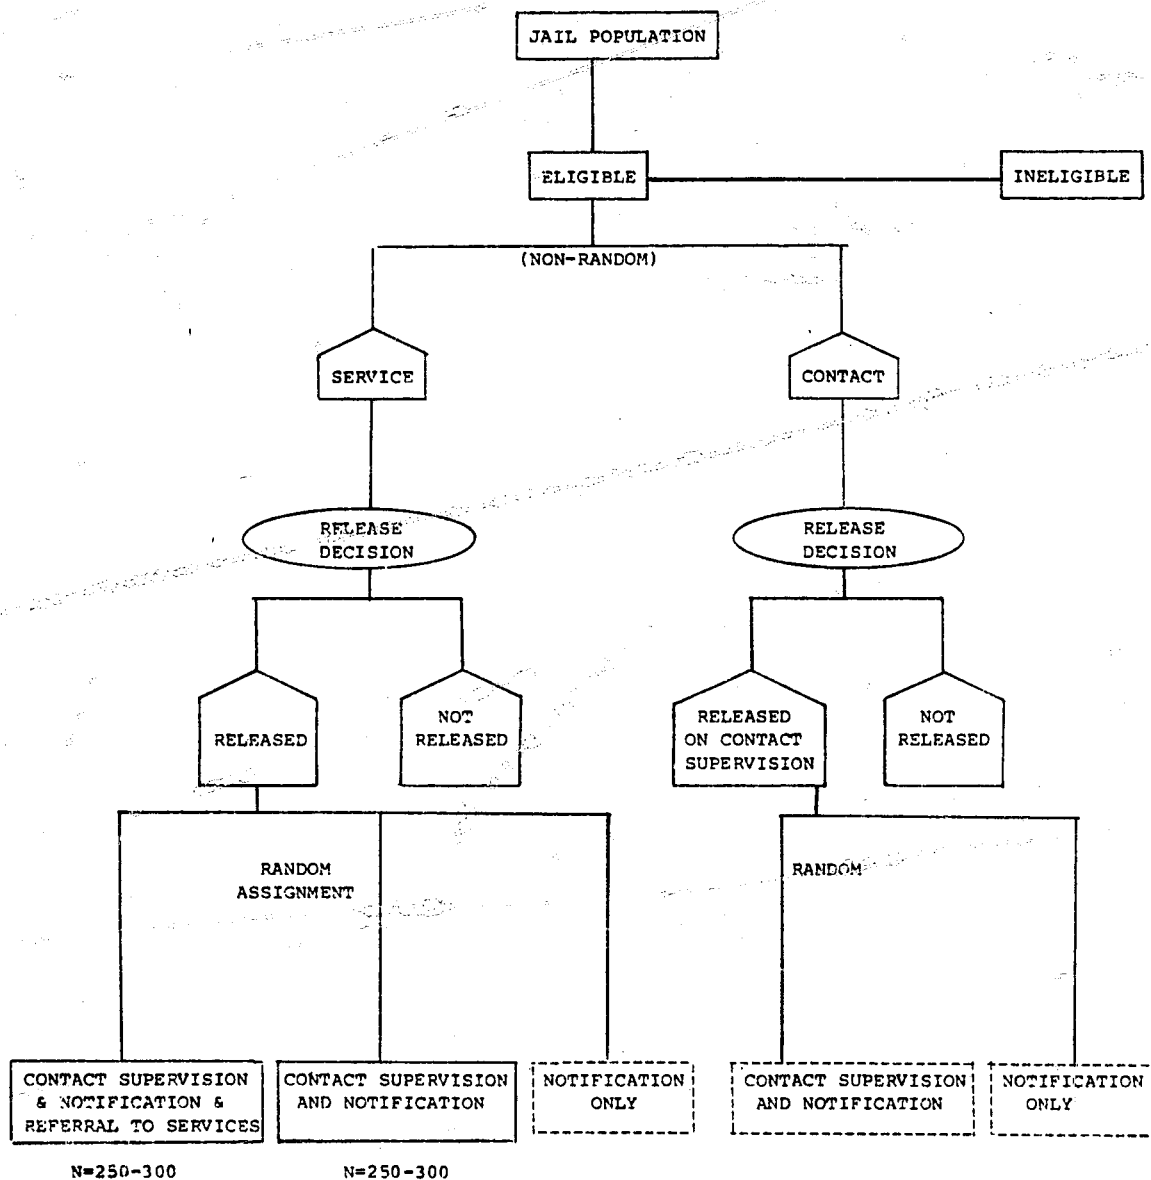 JAIL POPULATION
ELIGIBLE
INELIGIBLE
(NON-RANDOM)
SERVICE
CONTACT
RELEASE
DECISION
RELEASE
DECISION
RELEASED
NOT
RELEASED
RELEASED
ON CONTACT
SUPERVISION
NOT
RELEASED
RANDOM
ASSIGNMENT
RANDOM
CONTACT SUPERVISION
& NOTIFICATION &
REFERRAL TO SERVICES
CONTACT SUPERVISION
AND NOTIFICATION
NOTIFICATION
ONLY
CONTACT SUPERVISION
AND NOTIFICATION
NOTIFICATION
ONLY
N=250-300
N=250-300